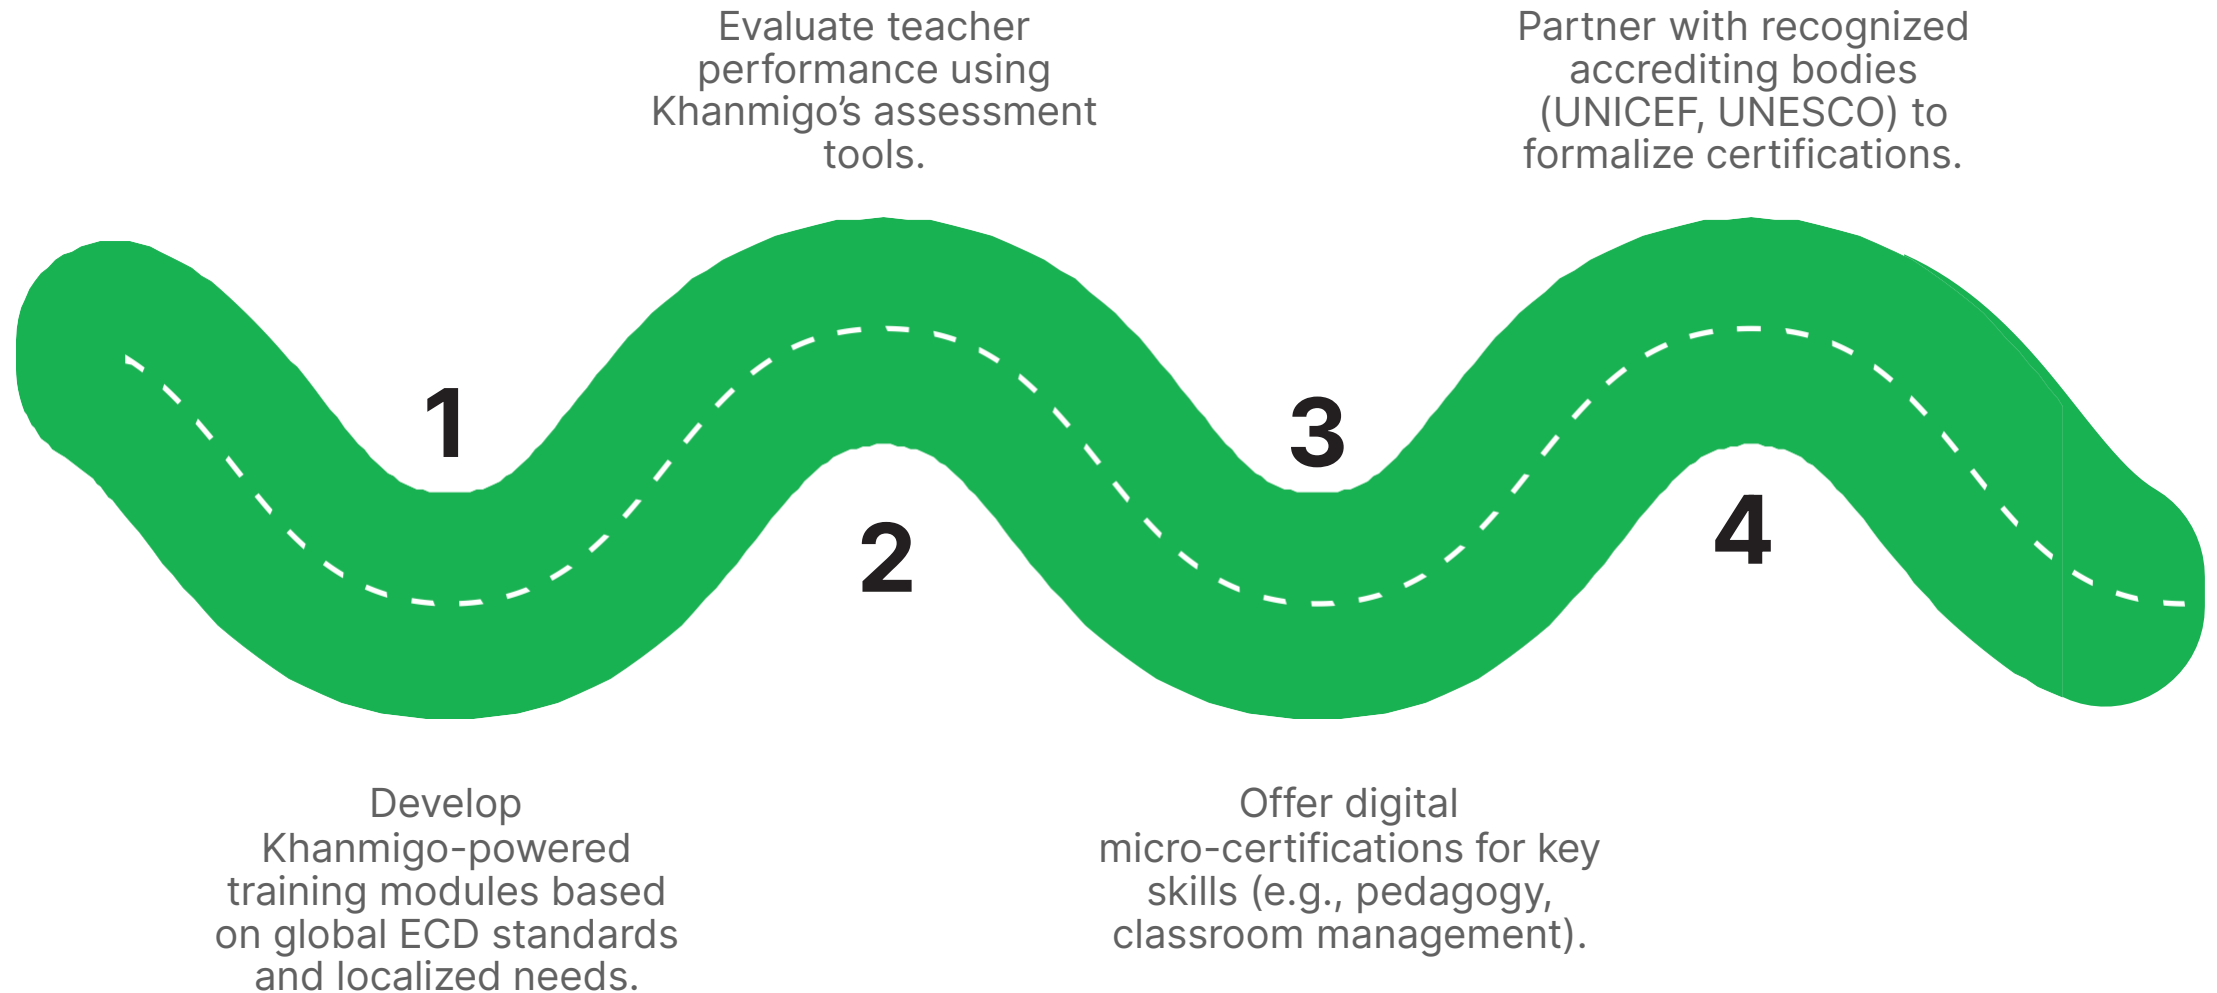 Evaluate teacher
performance using
Khanmigo’s assessment
tools.
Partner with recognized
accrediting bodies
(UNICEF, UNESCO) to
formalize certifications.
1
2
3
4
Develop
Khanmigo-powered
training modules based
on global ECD standards
and localized needs.
Offer digital
micro-certifications for key
skills (e.g., pedagogy,
classroom management).